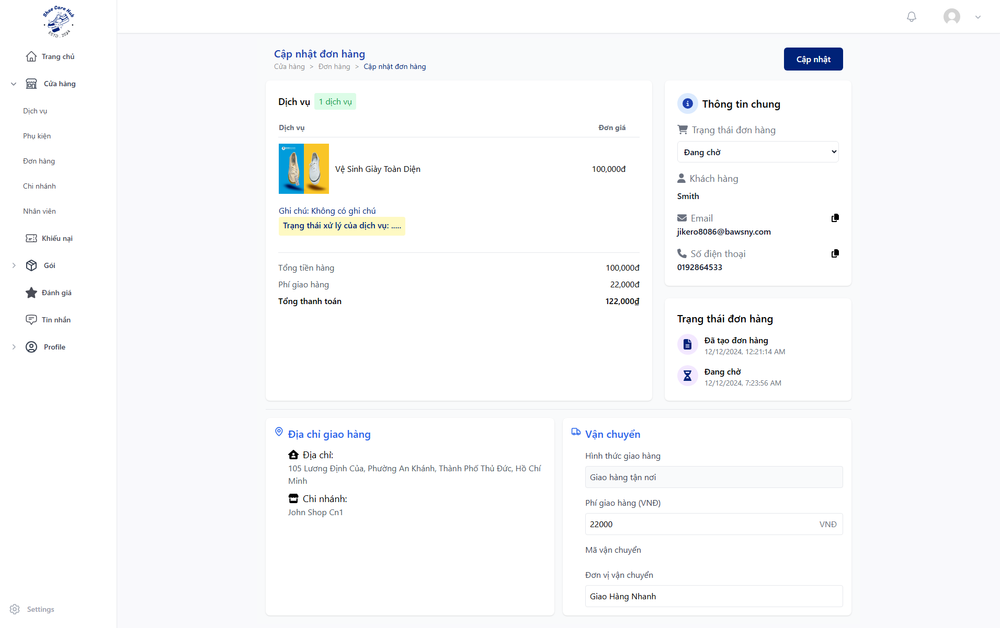 Shoe Care Hub
ESTD . 2024
Trang chủ
Cửa hàng
Dịch vụ
Phụ kiện
Đơn hàng
Chi nhánh
Nhân viên
Khiếu nại
Gói
Đánh giá
Tin nhắn
Profile
Settings
Cập nhật đơn hàng
Cửa hàng > Đơn hàng > Cập nhật đơn hàng
Cập nhật
Dịch vụ 1 dịch vụ
Dịch vụ Đơn giá
Vệ Sinh Giày Toàn Diện 100,000đ
Ghi chú: Không có ghi chú
Trạng thái xử lý của dịch vụ: .....
Tổng tiền hàng 100,000đ
Phí giao hàng 22,000đ
Tổng thanh toán 122,000₫
Thông tin chung
Trạng thái đơn hàng
Đang chờ
Khách hàng
Smith
Email
jikero8086@bawsny.com
Số điện thoại
0192864533
Trạng thái đơn hàng
Đã tạo đơn hàng
12/12/2024, 12:21:14 AM
Đang chờ
12/12/2024, 7:23:56 AM
Địa chỉ giao hàng
Địa chỉ:
105 Lương Định Của, Phường An Khánh, Thành Phố Thủ Đức, Hồ Chí
Minh
Chi nhánh:
John Shop Cn1
Vận chuyển
Hình thức giao hàng
Giao hàng tận nơi
Phí giao hàng (VNĐ)
22000 VNĐ
Mã vận chuyển
Đơn vị vận chuyển
Giao Hàng Nhanh